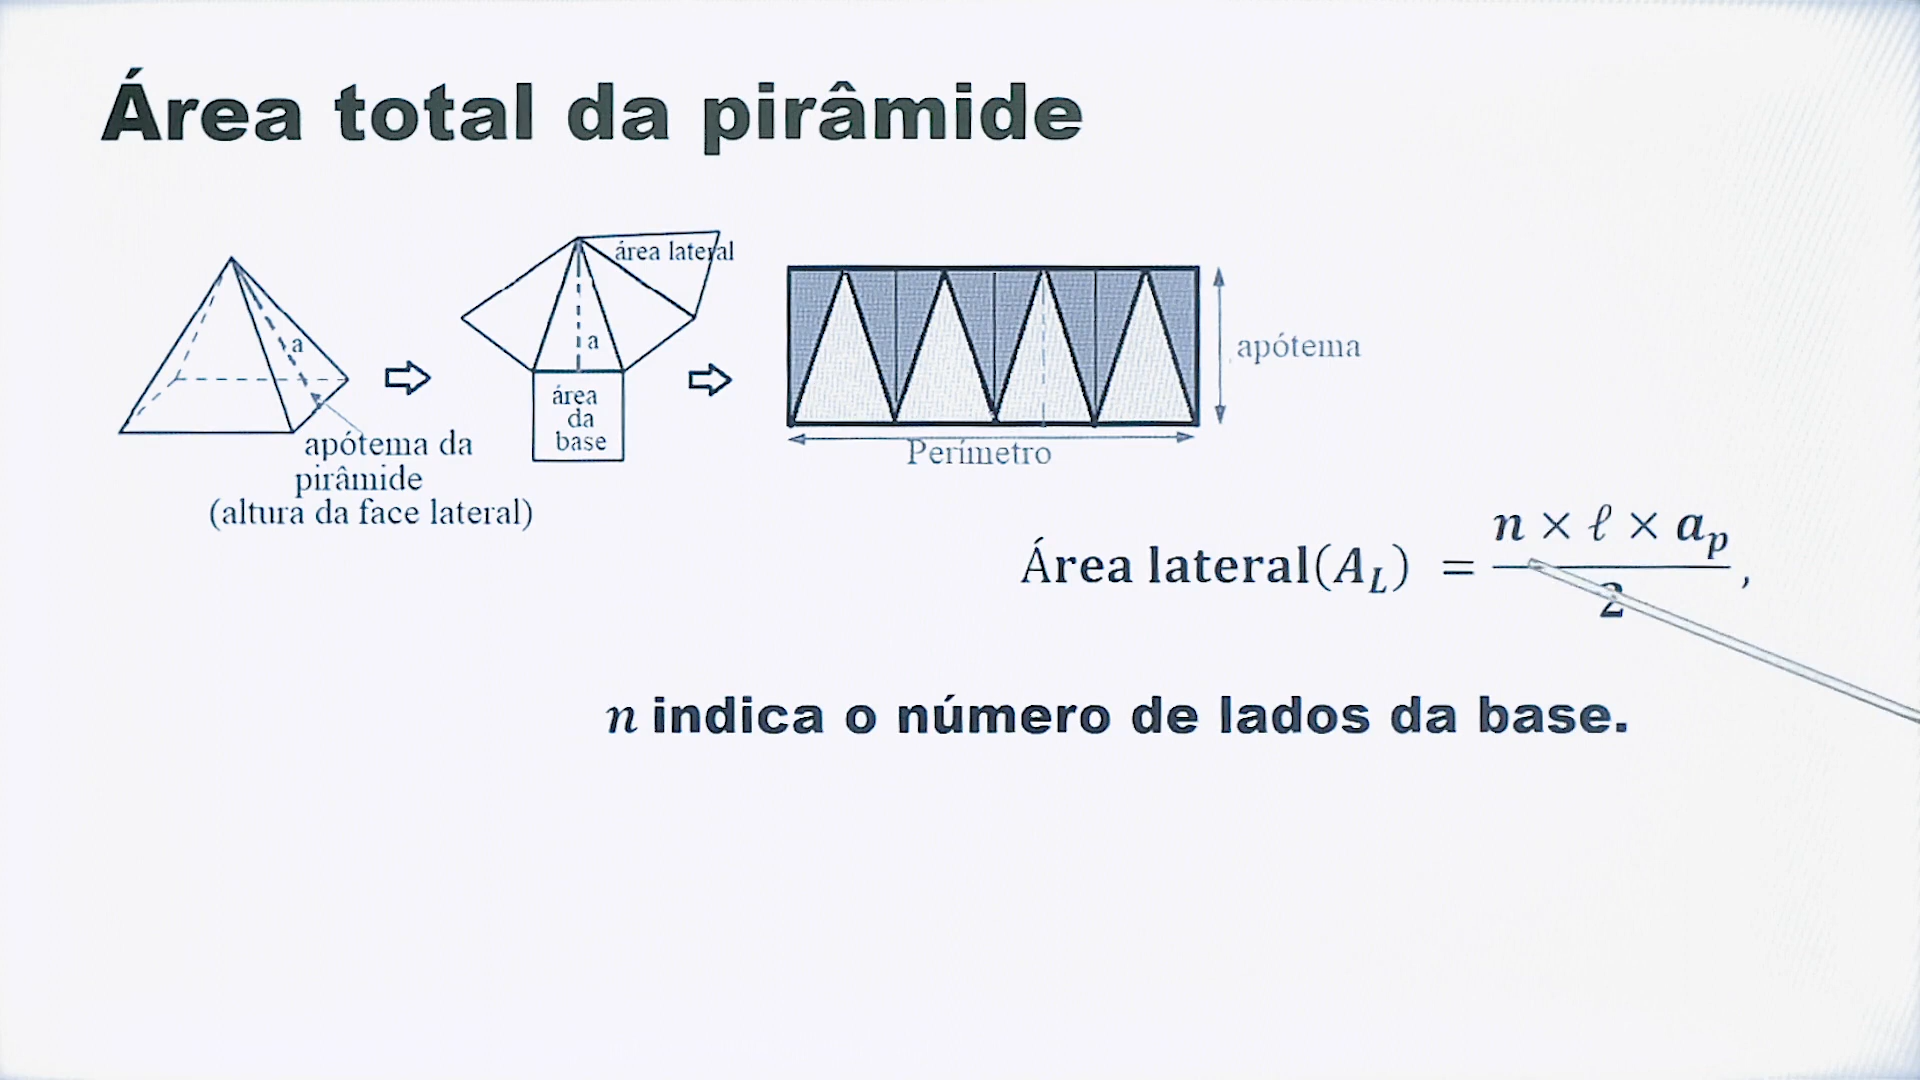 Área total da pirâmide
área lateral
a
a
área
da
base
apótema da
pirâmide
(altura da face lateral)
apótema
Perímetro
Área lateral(A_L) = \frac{n × ℓ × a_p}{2},
n indica o número de lados da base.